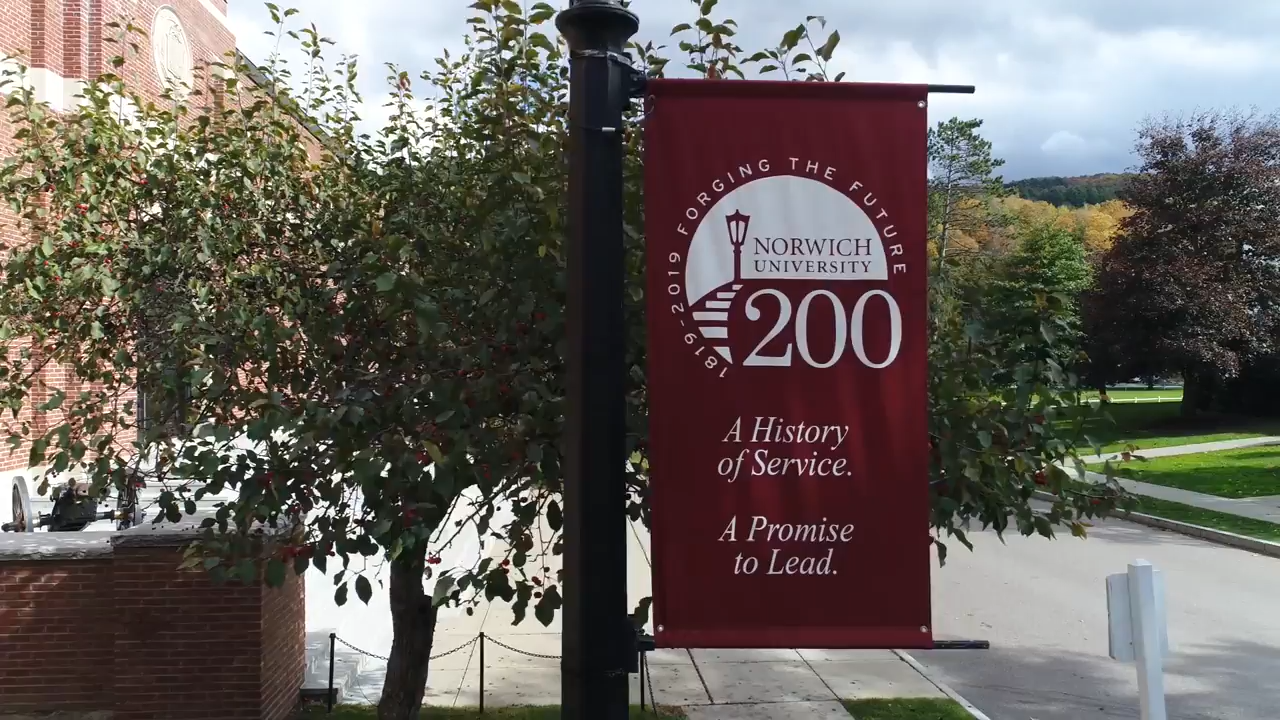 1819-2019 FORGING THE FUTURE
NORWICH
UNIVERSITY
200
A History
of Service.
A Promise
to Lead.